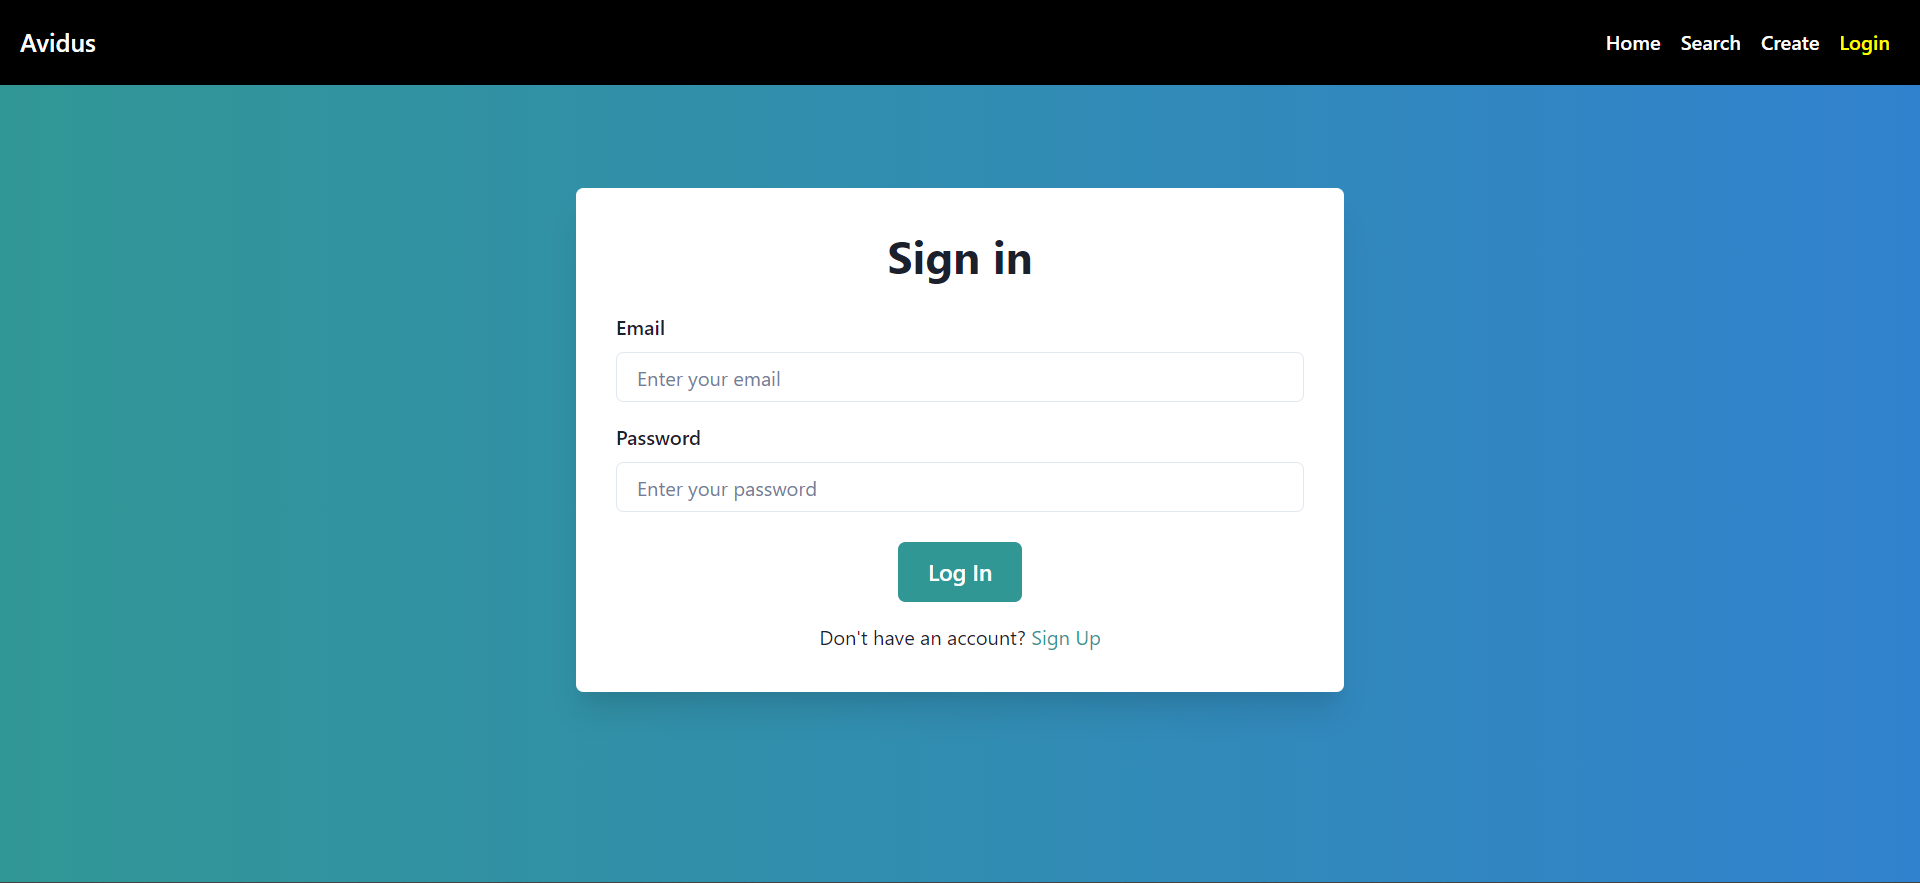 Avidus
Home Search Create Login
Sign in
Email
Enter your email
Password
Enter your password
Log In
Don't have an account? Sign Up